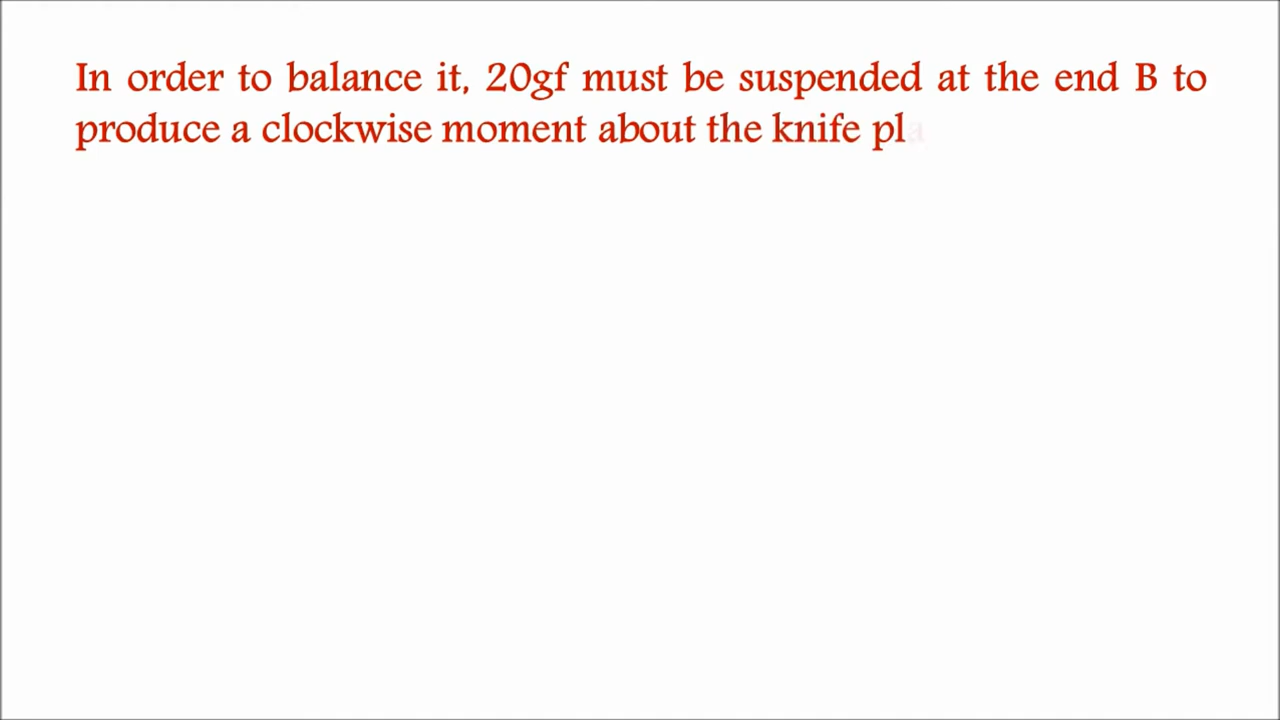 In order to balance it, 20gf must be suspended at the end B to
produce a clockwise moment about the knife pla